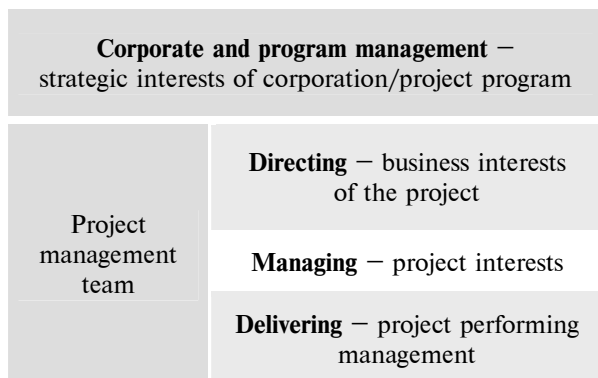 Corporate and program management –
strategic interests of corporation/project program
Project
management
team
Directing – business interests
of the project
Managing – project interests
Delivering – project performing
management